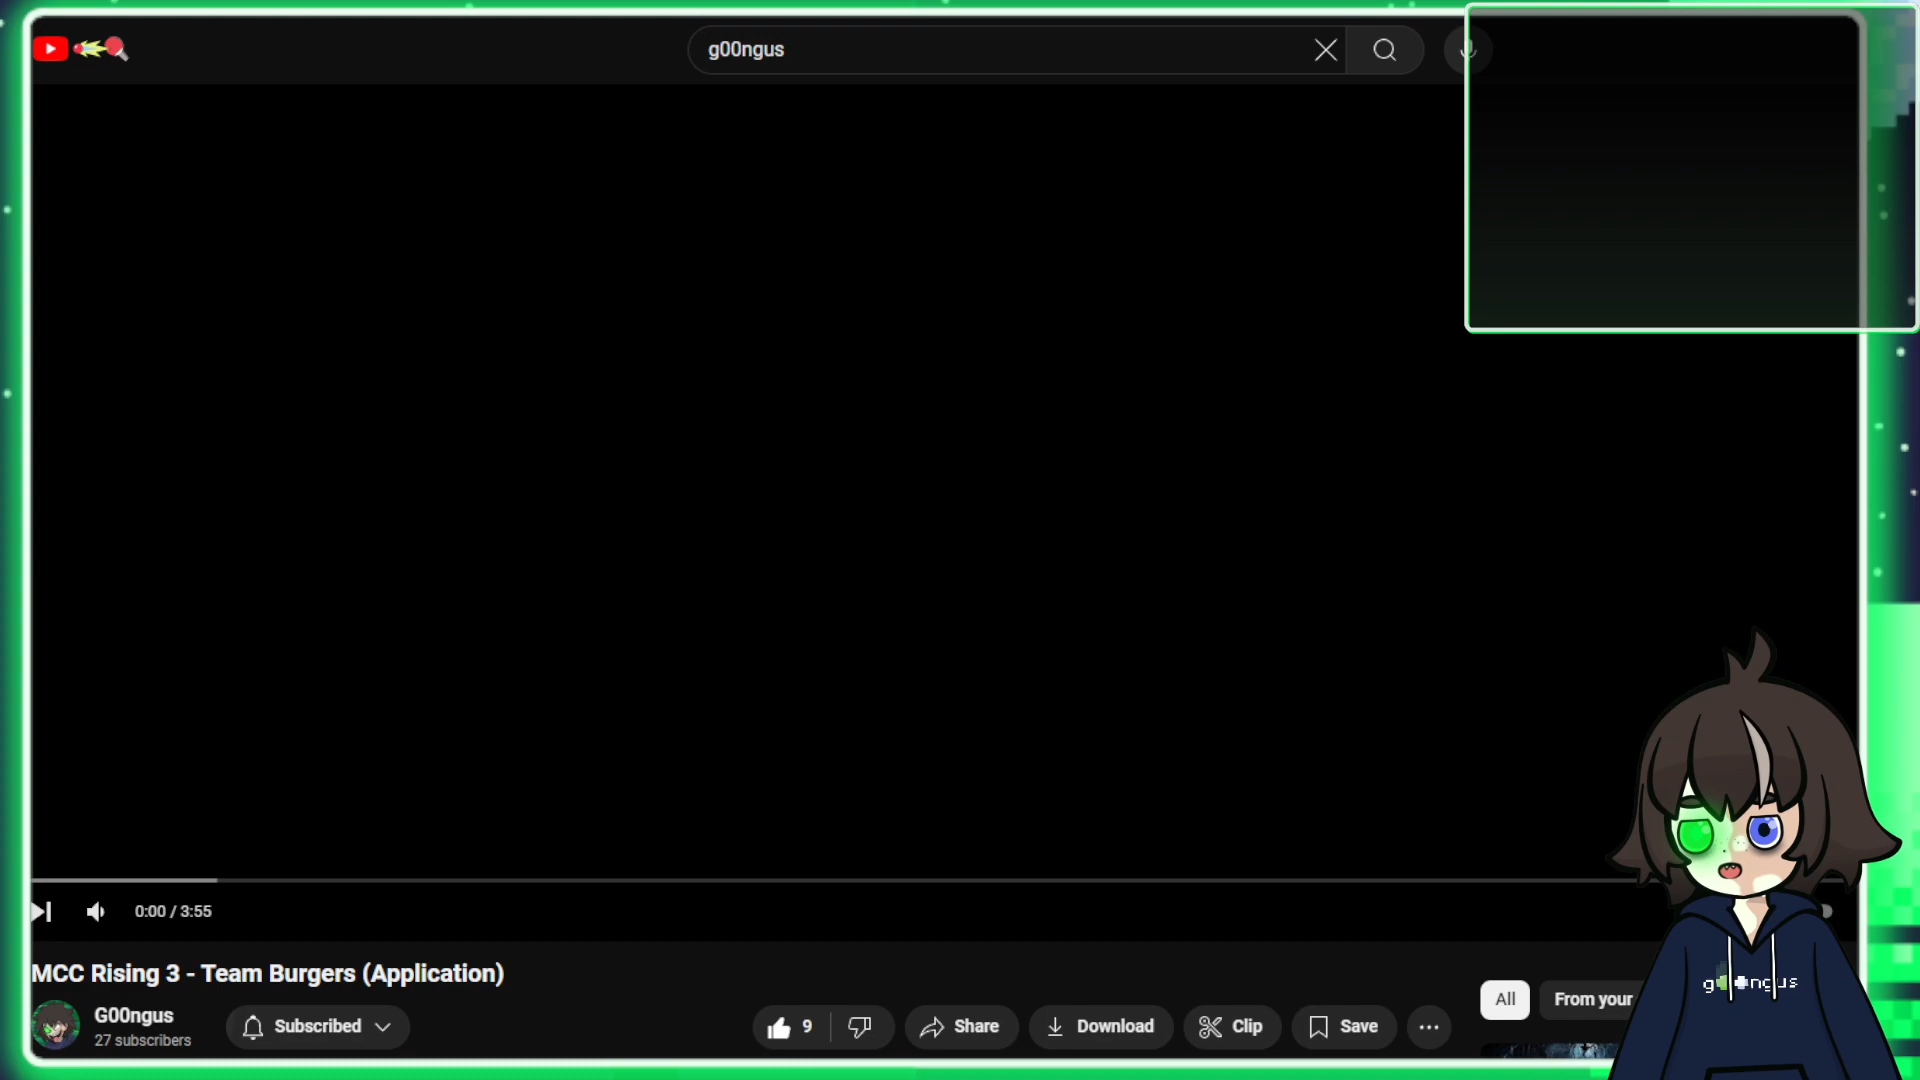 g00ngus
0:00 / 3:55
MCC Rising 3 - Team Burgers (Application)
G00ngus
27 subscribers
Subscribed
9
Share
Download
Clip
Save
All
From your
g00ngus